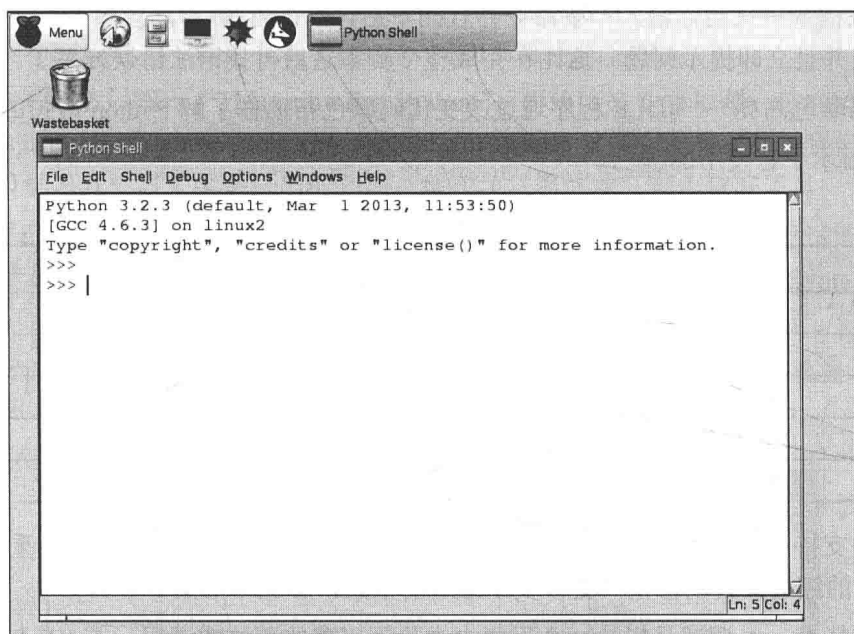 Menu
Python Shell
Wastebasket
Python Shell
File Edit Shell Debug Options Windows Help
Python 3.2.3 (default, Mar  1 2013, 11:53:50)
[GCC 4.6.3] on linux2
Type "copyright", "credits" or "license()" for more information.
>>>
>>>
Ln: 5 Col: 4